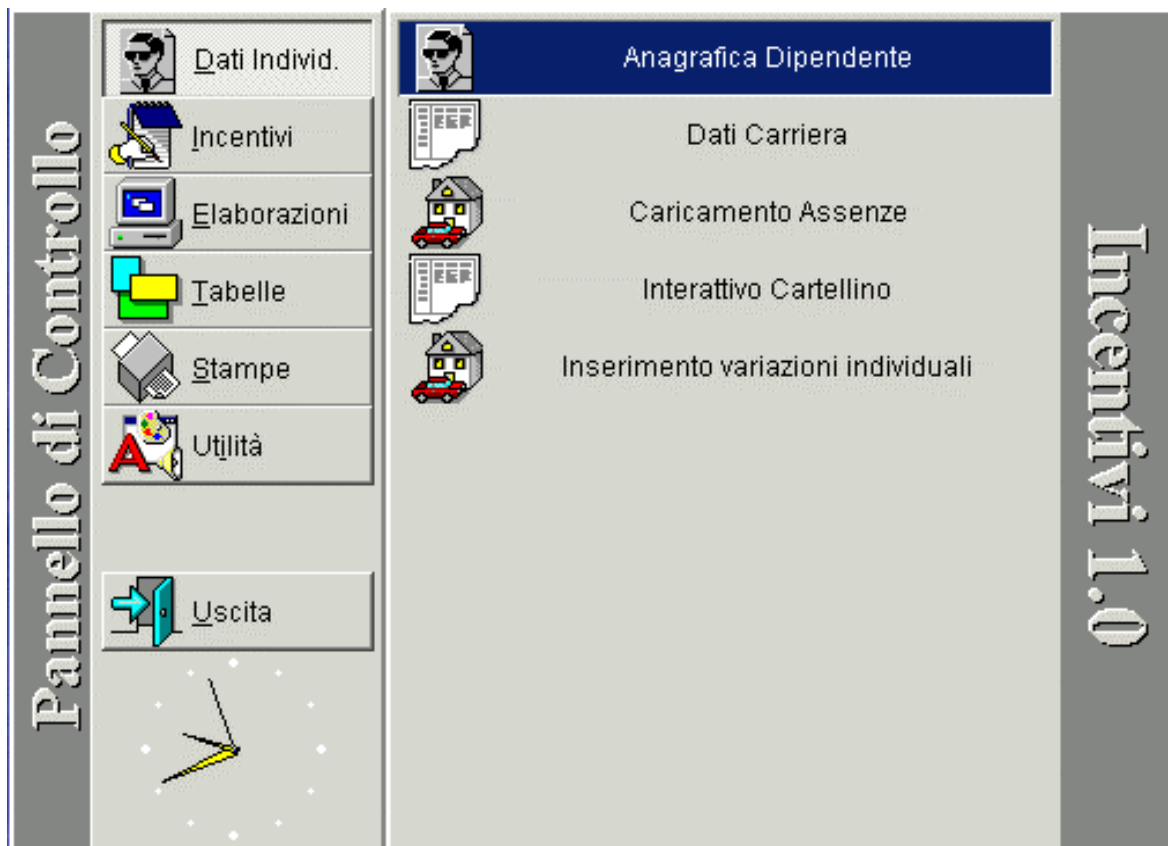 Pannello di Controllo
Dati Individ.
Incentivi
Elaborazioni
Tabelle
Stampe
Utilità
Uscita
Anagrafica Dipendente
Dati Carriera
Caricamento Assenze
Interattivo Cartellino
Inserimento variazioni individuali
Incentivi 1.0